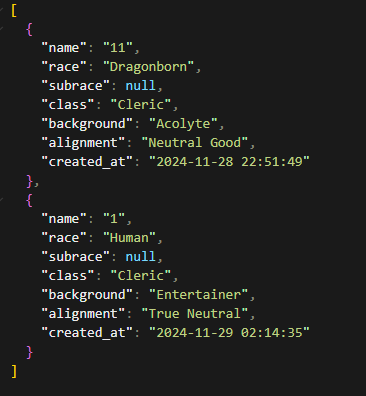 [
  {
    "name": "11",
    "race": "Dragonborn",
    "subrace": null,
    "class": "Cleric",
    "background": "Acolyte",
    "alignment": "Neutral Good",
    "created_at": "2024-11-28 22:51:49"
  },
  {
    "name": "1",
    "race": "Human",
    "subrace": null,
    "class": "Cleric",
    "background": "Entertainer",
    "alignment": "True Neutral",
    "created_at": "2024-11-29 02:14:35"
  }
]